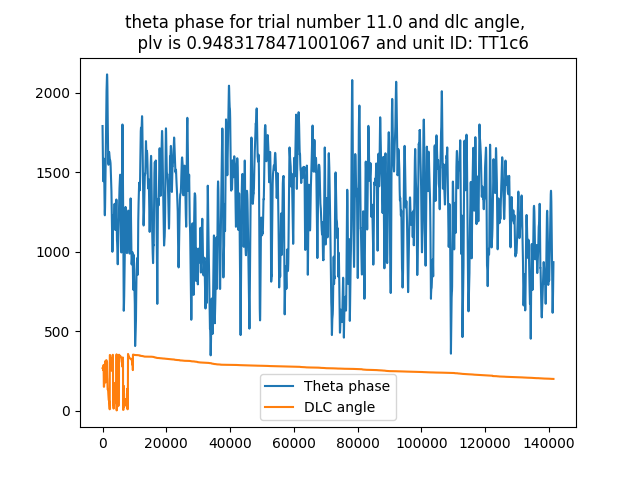 theta phase for trial number 11.0 and dlc angle,
plv is 0.9483178471001067 and unit ID: TT1c6
2000
1500
1000
500
0
Theta phase
DLC angle
0 20000 40000 60000 80000 100000 120000 140000